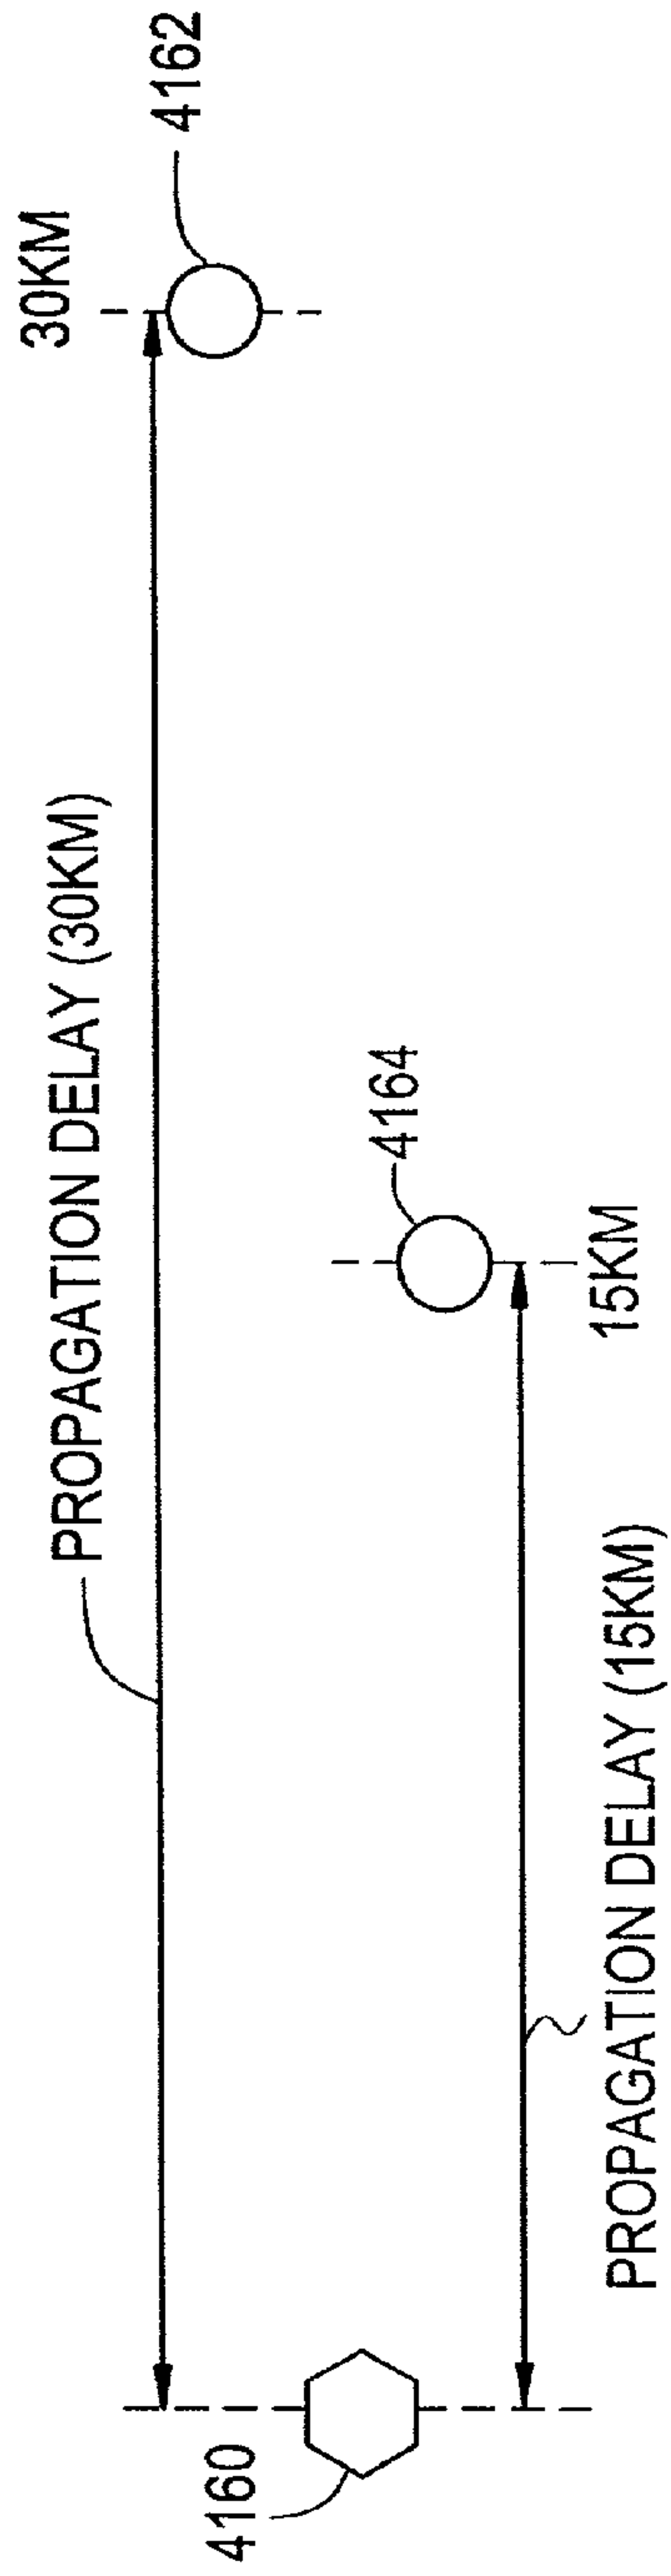 30KM
4162
PROPAGATION DELAY (30KM)
4164
15KM
4160
PROPAGATION DELAY (15KM)